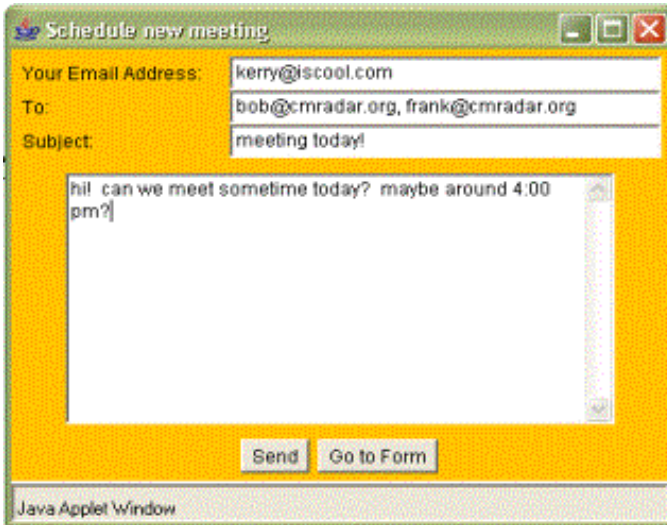 Schedule new meeting
Your Email Address: kerry@iscool.com
To: bob@cmradar.org, frank@cmradar.org
Subject: meeting today!
hi!  can we meet sometime today?  maybe around 4:00
pm?
Send Go to Form
Java Applet Window